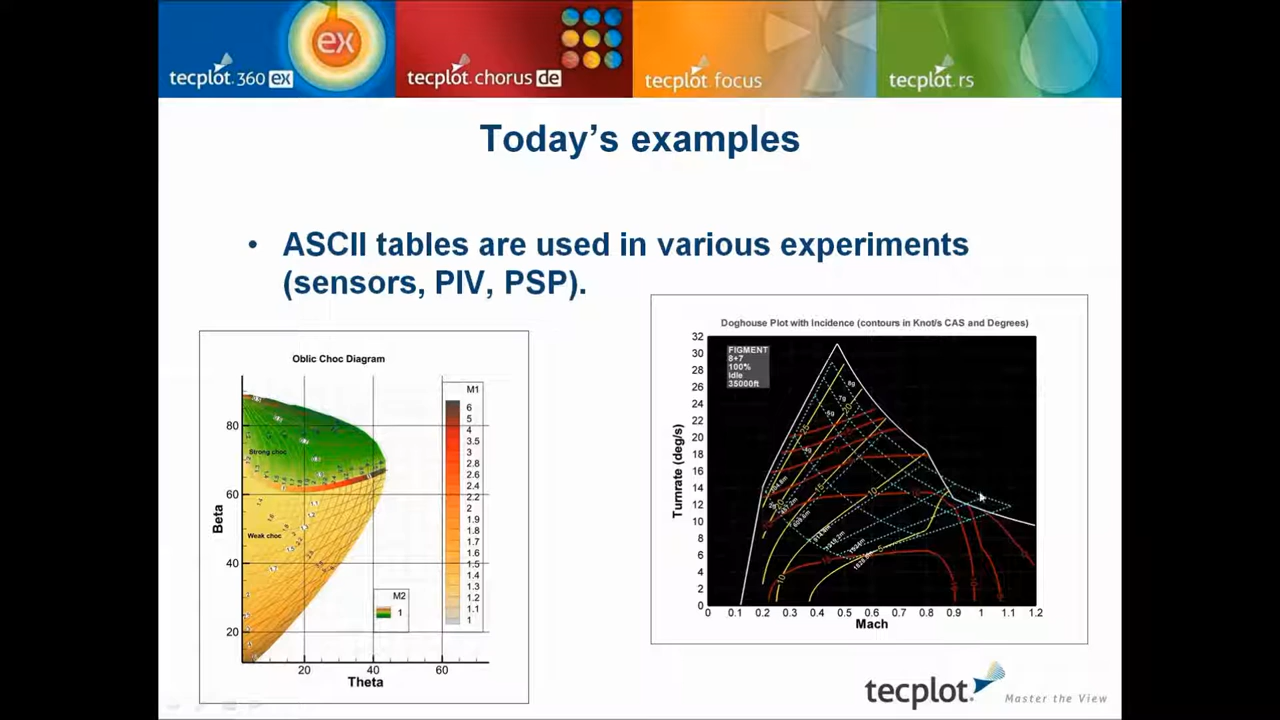 tecplot.360 ex
ex
tecplot.chorus de
tecplot.focus
tecplot.rs
Today's examples
• ASCII tables are used in various experiments
(sensors, PIV, PSP).
Oblic Choc Diagram
M1
6
5
4
3.5
3
2.8
2.6
2.4
2.2
2
1.9
1.8
1.7
1.6
1.5
1.4
1.3
1.2
1.1
1
M2
1
Strong choc
Weak choc
Beta
80
60
40
20
20 40 60
Theta
Doghouse Plot with Incidence (contours in Knot/s CAS and Degrees)
FIGMENT
8+7
100%
Idle
35000ft
Turnrate (deg/s)
32
30
28
26
24
22
20
18
16
14
12
10
8
6
4
2
0
0 0.1 0.2 0.3 0.4 0.5 0.6 0.7 0.8 0.9 1 1.1 1.2
Mach
tecplot. Master the View